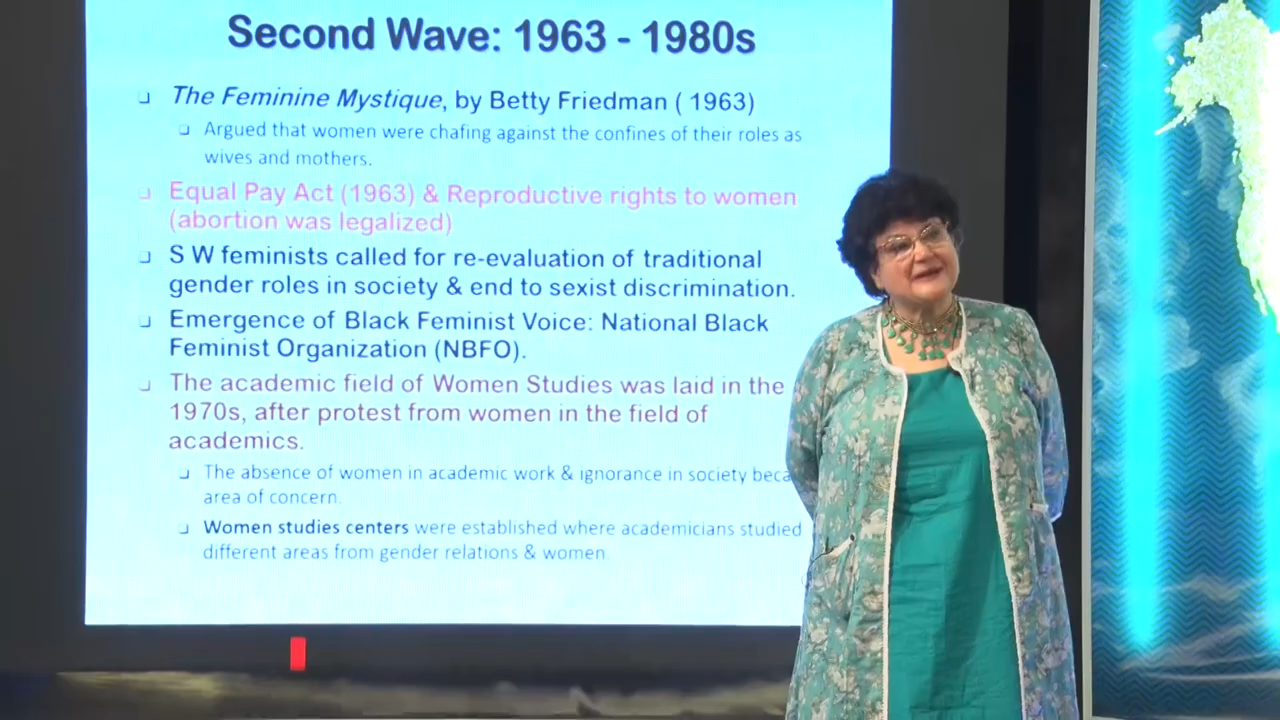 Second Wave: 1963 - 1980s
The Feminine Mystique, by Betty Friedman ( 1963)
Argued that women were chafing against the confines of their roles as
wives and mothers.
Equal Pay Act (1963) & Reproductive rights to women
(abortion was legalized)
S W feminists called for re-evaluation of traditional
gender roles in society & end to sexist discrimination.
Emergence of Black Feminist Voice: National Black
Feminist Organization (NBFO).
The academic field of Women Studies was laid in the
1970s, after protest from women in the field of
academics.
The absence of women in academic work & ignorance in society
area of concern.
Women studies centers were established where academicians studied
different areas from gender relations & women